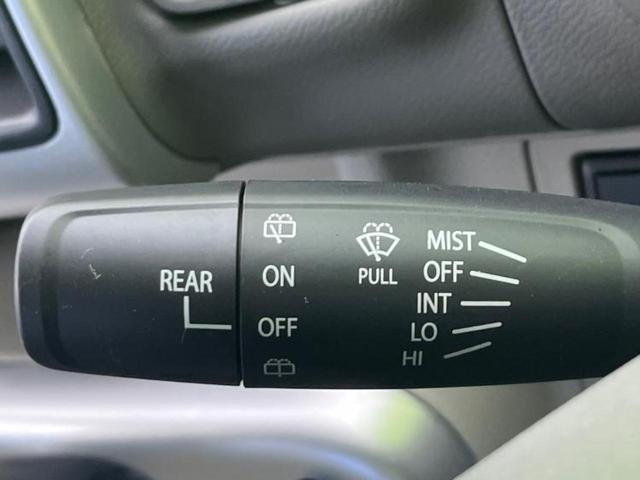 REAR
ON
OFF
PULL
MIST
OFF
INT
LO
HI